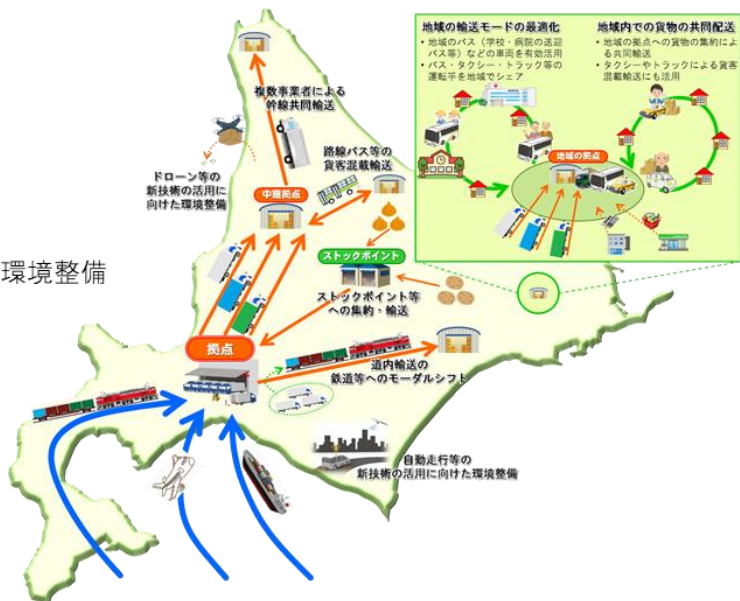 地域の輸送モードの最適化
・地域のバス（学校・病院の送迎
バス等）などの車両を有効活用
・バス・タクシー・トラック等の
運転手を地域でシェア
地域内での貨物の共同配送
・地域の拠点への貨物の集約によ
る共同輸送
・タクシーやトラックによる貨客
混載輸送にも活用
地域の拠点
複数事業者による
幹線共同輸送
路線バス等の
貨客混載輸送
ドローン等の
新技術の活用に
向けた環境整備
中継拠点
環境整備
ストックポイント
ストックポイント等
への集約・輸送
拠点
道内輸送の
鉄道等へのモーダルシフト
自動走行等の
新技術の活用に向けた環境整備